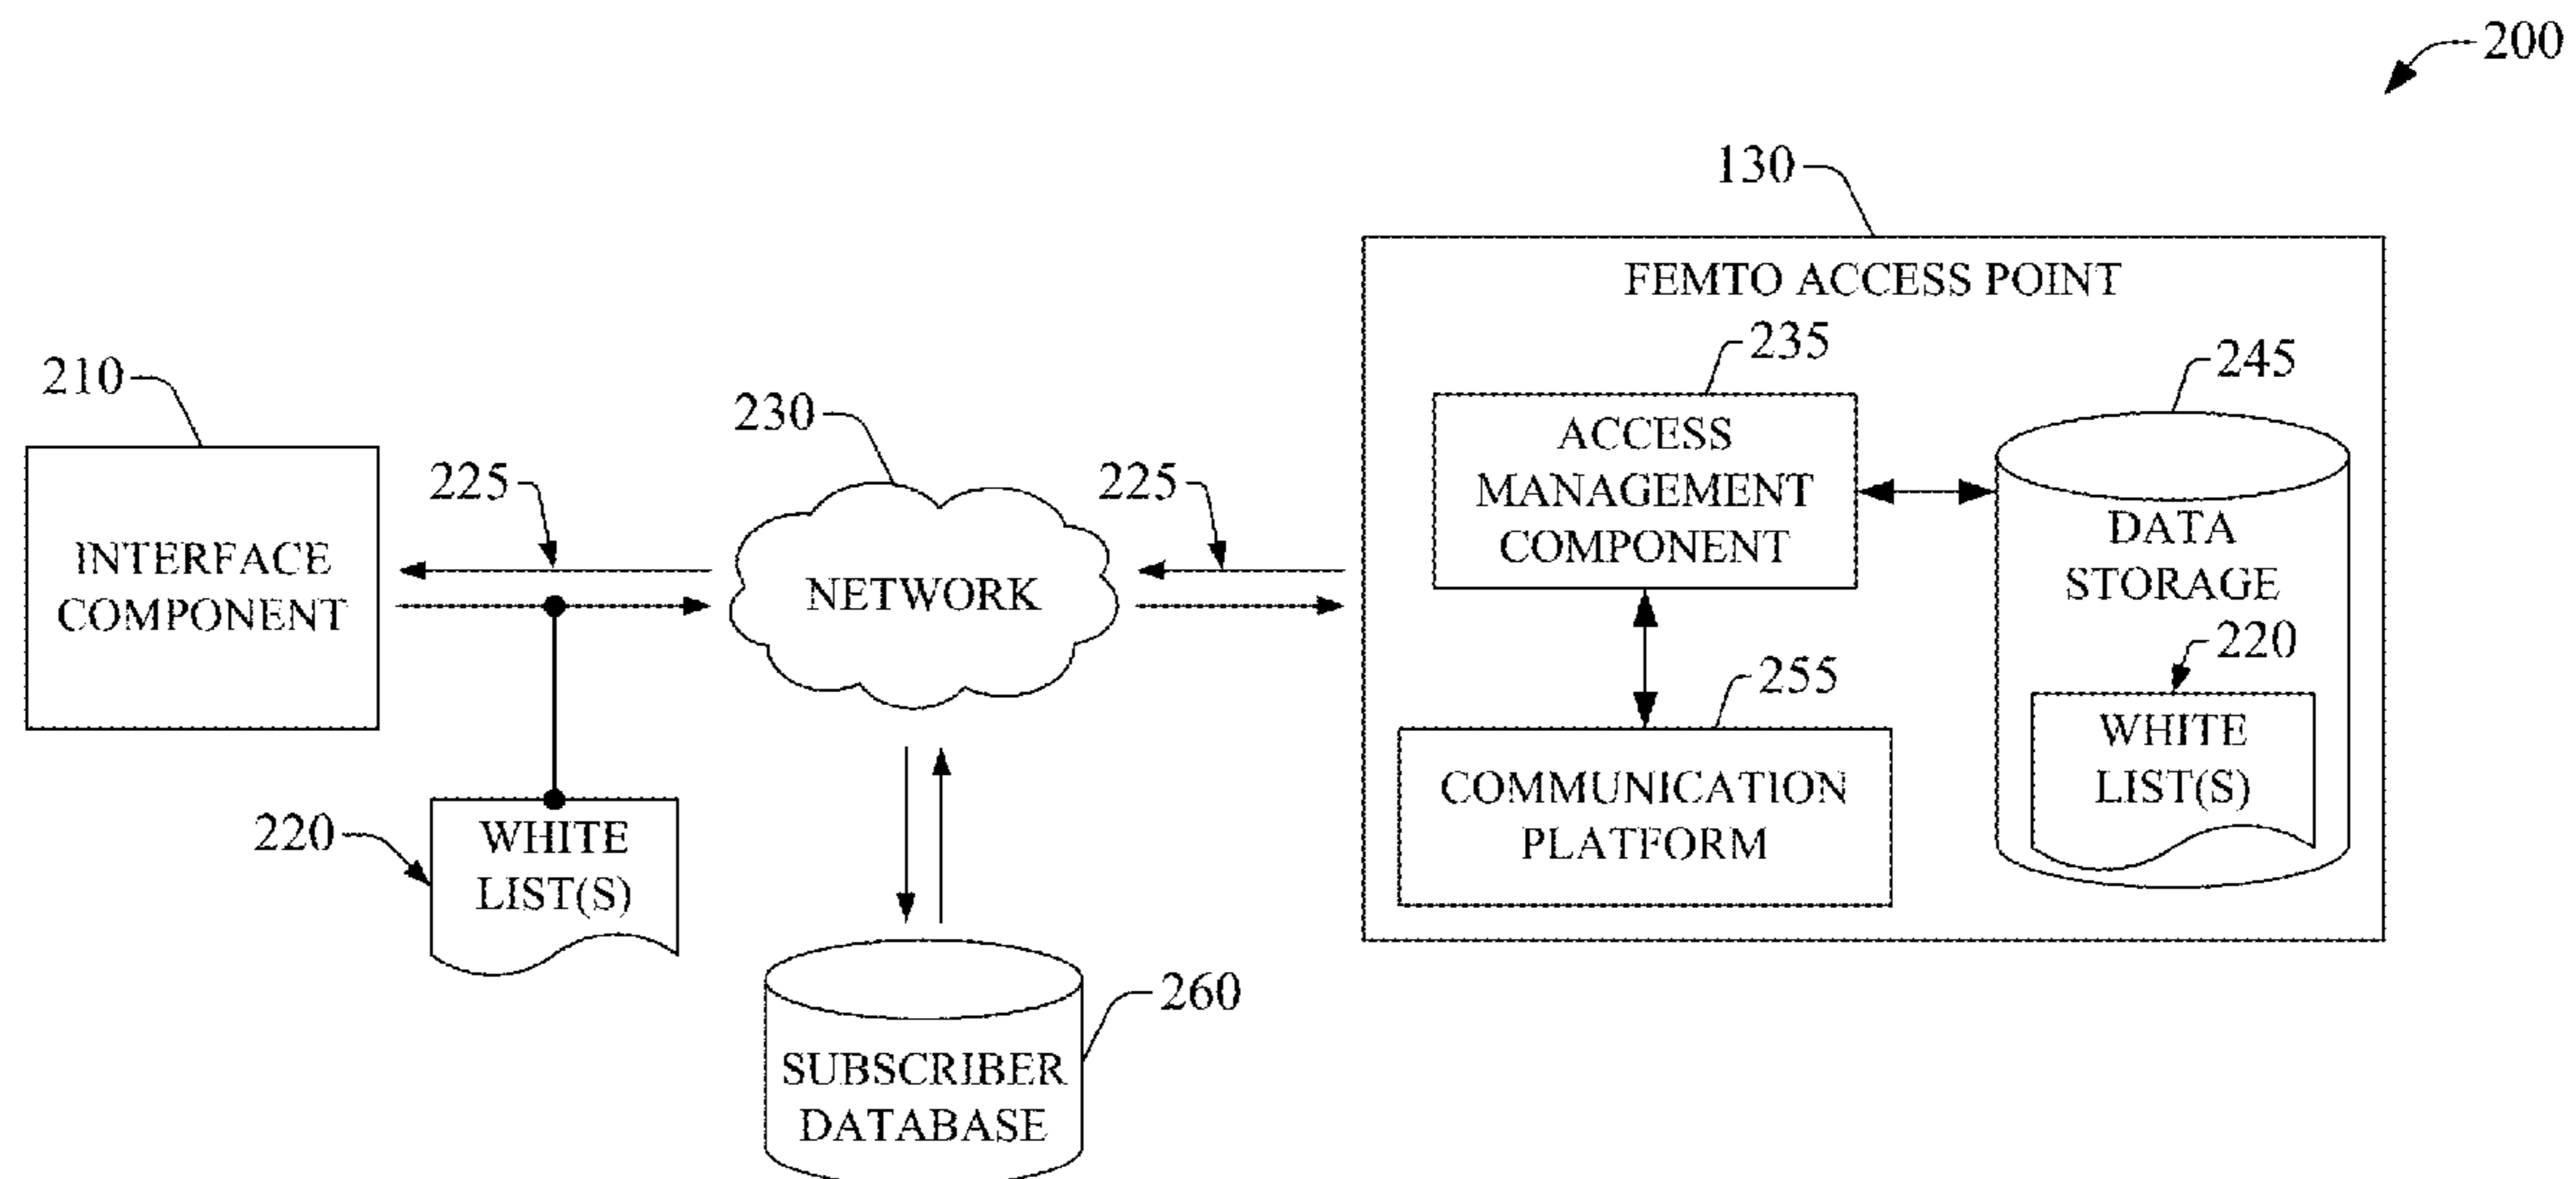 200
130
FEMTO ACCESS POINT
235
245
210
230
ACCESS
MANAGEMENT
COMPONENT
225
225
INTERFACE
COMPONENT
NETWORK
DATA
STORAGE
220
255
WHITE
LIST(S)
COMMUNICATION
PLATFORM
220
WHITE
LIST(S)
260
SUBSCRIBER
DATABASE